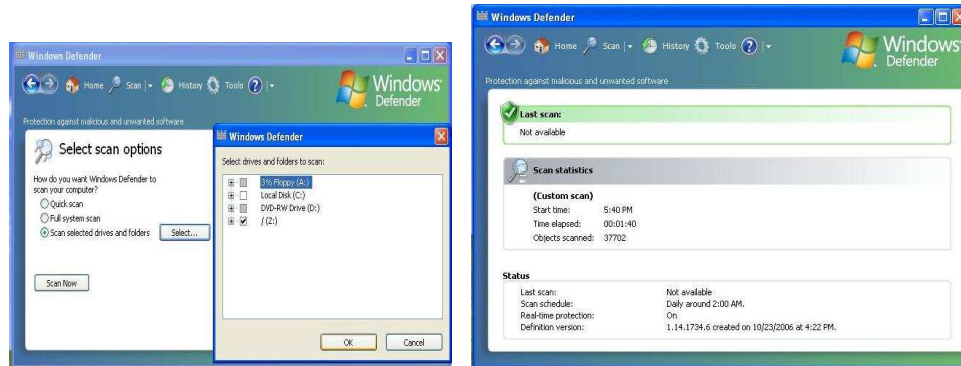 Windows Defender
Home Scan History Tools
Windows
Defender
Protection against malicious and unwanted software
Select scan options
How do you want Windows Defender to
scan your computer?
Quick scan
Full system scan
Scan selected drives and folders Select...
Scan Now
Windows Defender
Select drives and folders to scan:
3½ Floppy (A:)
Local Disk (C:)
DVD-RW Drive (D:)
/ (Z:)
OK Cancel
Windows Defender
Home Scan History Tools
Windows
Defender
Protection against malicious and unwanted software
Last scan:
Not available
Scan statistics
(Custom scan)
Start time: 5:40 PM
Time elapsed: 00:01:40
Objects scanned: 37702
Status
Last scan: Not available
Scan schedule: Daily around 2:00 AM.
Real-time protection: On
Definition version: 1.14.1734.6 created on 10/23/2006 at 4:22 PM.